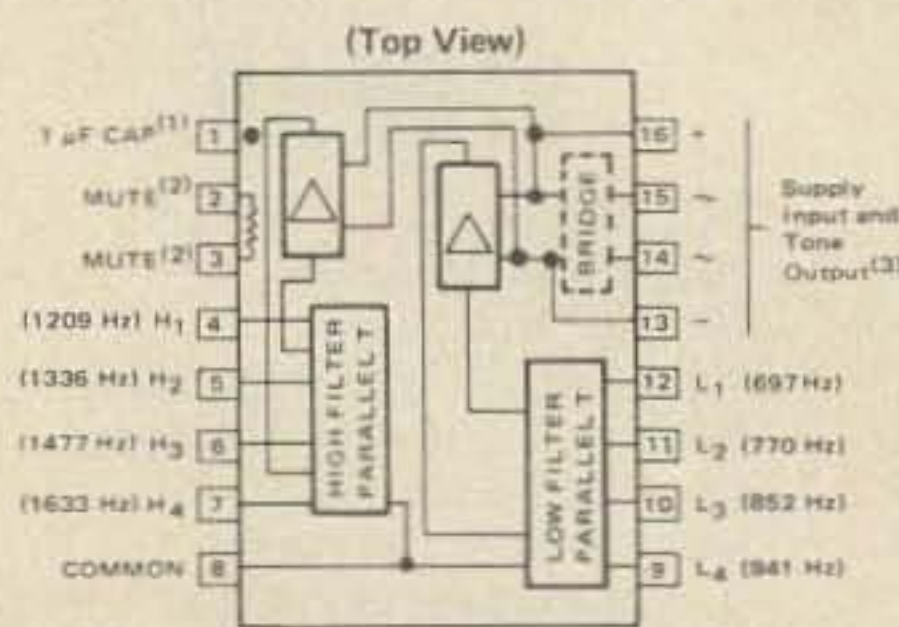 (Top View)
1 µF CAP(1) 1
MUTE(2) 2
MUTE(2) 3
(1209 Hz) H1 4
(1336 Hz) H2 5
(1477 Hz) H3 6
(1633 Hz) H4 7
COMMON 8
16 +
15 ~
14 ~
13 −
Supply
Input and
Tone
Output(3)
12 L1 (697 Hz)
11 L2 (770 Hz)
10 L3 (852 Hz)
9 L4 (941 Hz)
BRIDGE
HIGH FILTER
PARALLEL T
LOW FILTER
PARALLEL T